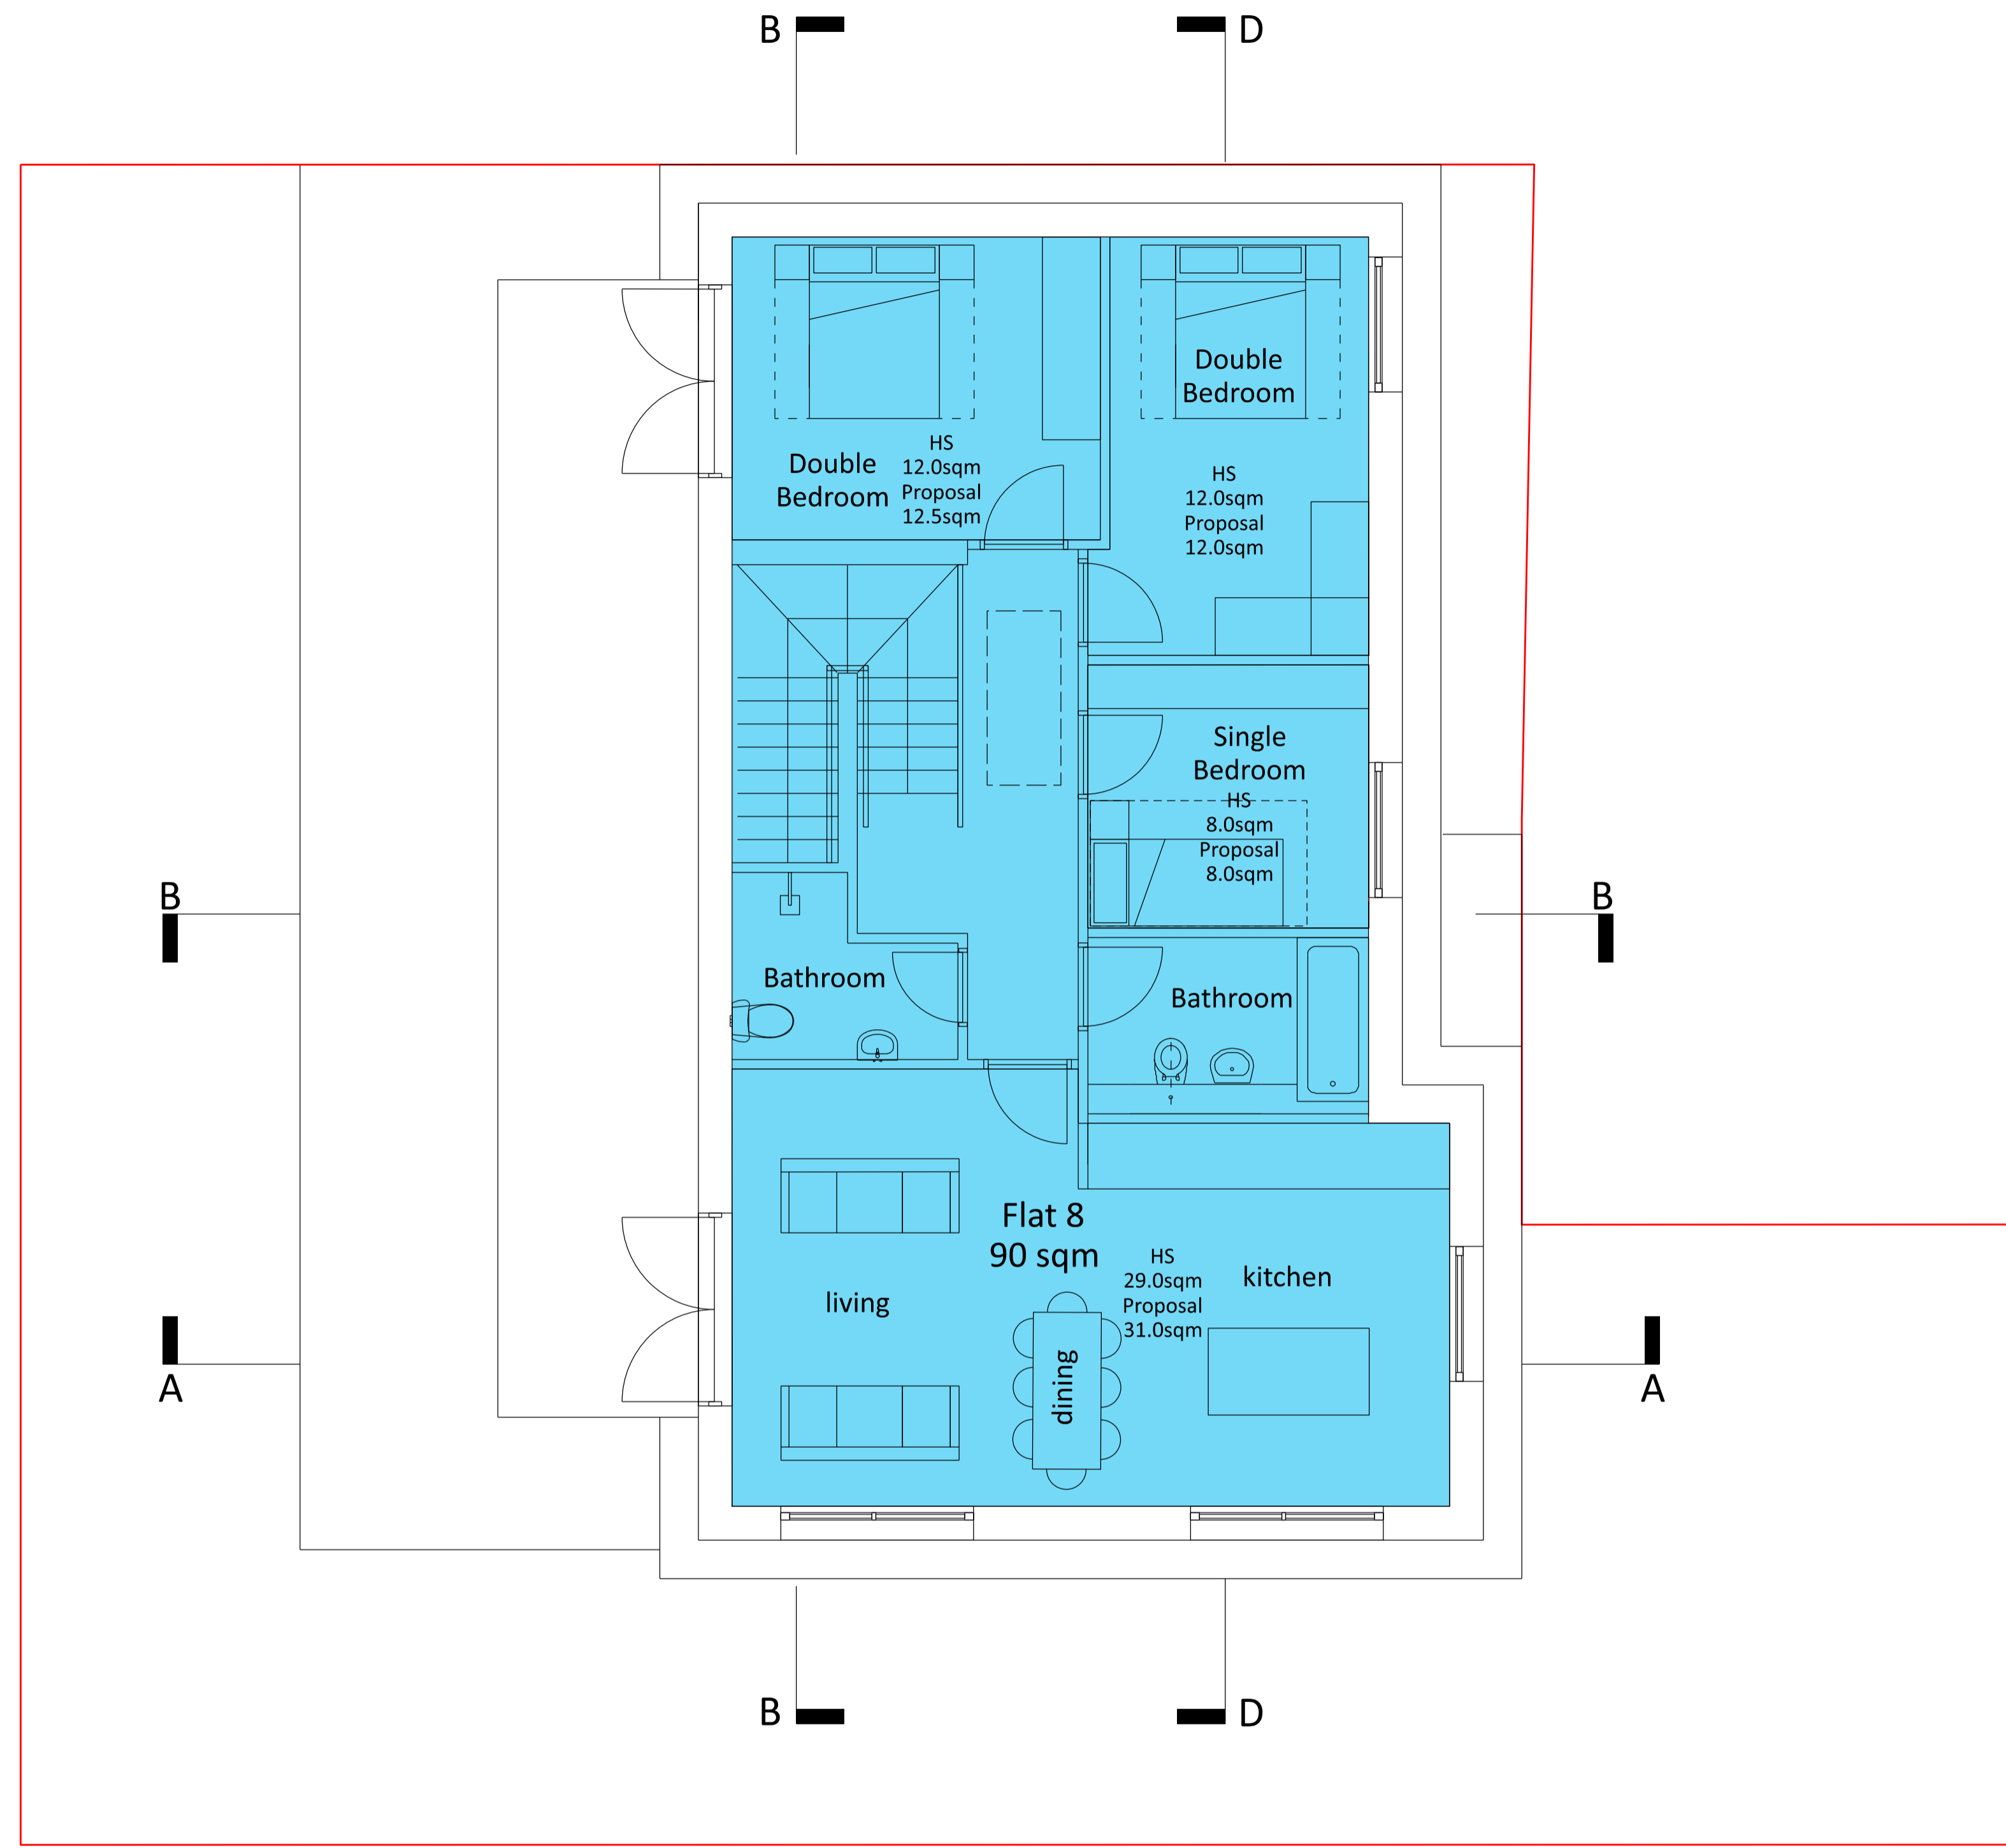 B
D
Double
Bedroom
HS
12.0sqm
Proposal
12.5sqm
Double
Bedroom
HS
12.0sqm
Proposal
12.0sqm
Single
Bedroom
HS
8.0sqm
Proposal
8.0sqm
B
B
Bathroom
Bathroom
Flat 8
90 sqm
HS
29.0sqm
Proposal
31.0sqm
kitchen
living
dining
A
A
B
D